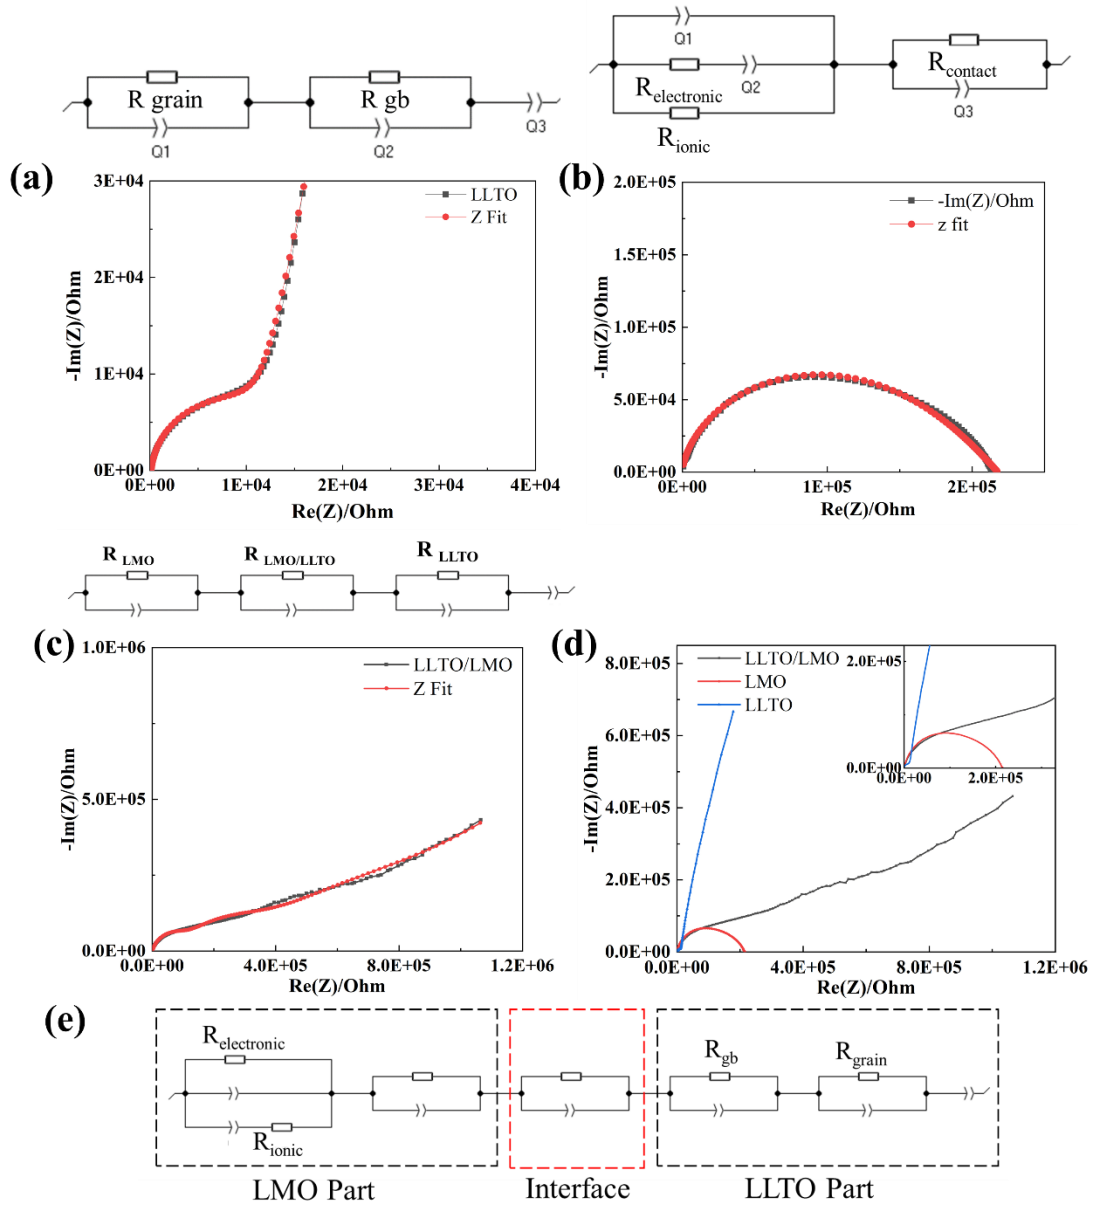 R grain
Q1
R gb
Q2
Q3
Q1
R electronic
Q2
R ionic
R contact
Q3
(a)
3E+04
2E+04
1E+04
0E+00
-Im(Z)/Ohm
LLTO
Z Fit
0E+00 1E+04 2E+04 3E+04 4E+04
Re(Z)/Ohm
(b)
2.0E+05
1.5E+05
1.0E+05
5.0E+04
0.0E+00
-Im(Z)/Ohm
-Im(Z)/Ohm
z fit
0E+00 1E+05 2E+05
Re(Z)/Ohm
R LMO
R LMO/LLTO
R LLTO
(c)
1.0E+06
5.0E+05
0.0E+00
-Im(Z)/Ohm
LLTO/LMO
Z Fit
0.0E+00 4.0E+05 8.0E+05 1.2E+06
Re(Z)/Ohm
(d)
8.0E+05
6.0E+05
4.0E+05
2.0E+05
0.0E+00
-Im(Z)/Ohm
LLTO/LMO
LMO
LLTO
2.0E+05
0.0E+00
0.0E+00 2.0E+05
0.0E+00 4.0E+05 8.0E+05 1.2E+06
Re(Z)/Ohm
(e)
R electronic
R ionic
R gb
R grain
LMO Part
Interface
LLTO Part